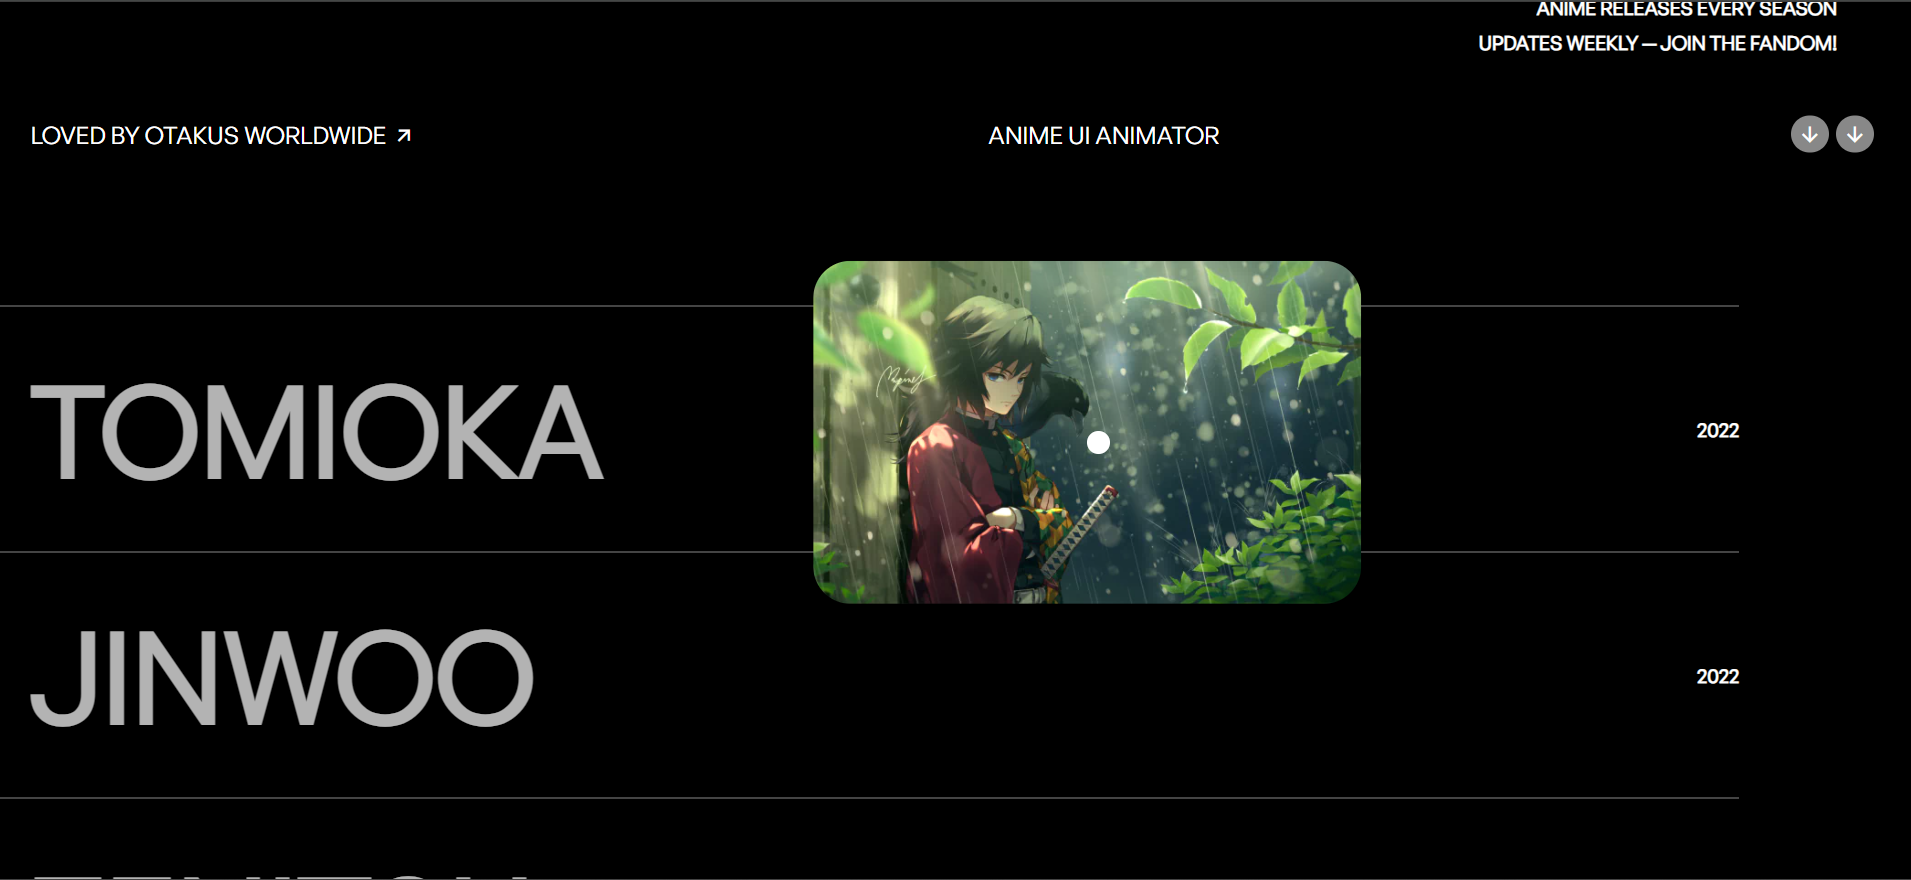 ANIME RELEASES EVERY SEASON
UPDATES WEEKLY — JOIN THE FANDOM!
LOVED BY OTAKUS WORLDWIDE ↗
ANIME UI ANIMATOR
TOMIOKA
2022
JINWOO
2022